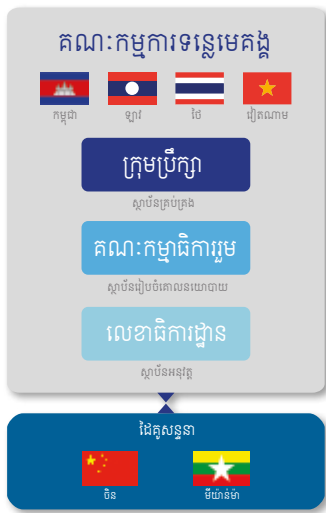 គណៈកម្មការទន្លេមេគង្គ
កម្ពុជា ឡាវ ថៃ វៀតណាម
ក្រុមប្រឹក្សា
ស្ថាប័នគ្រប់គ្រង
គណៈកម្មាធិការរួម
ស្ថាប័នរៀបចំគោលនយោបាយ
លេខាធិការដ្ឋាន
ស្ថាប័នអនុវត្ត
ដៃគូសន្ទនា
ចិន មីយ៉ាន់ម៉ា